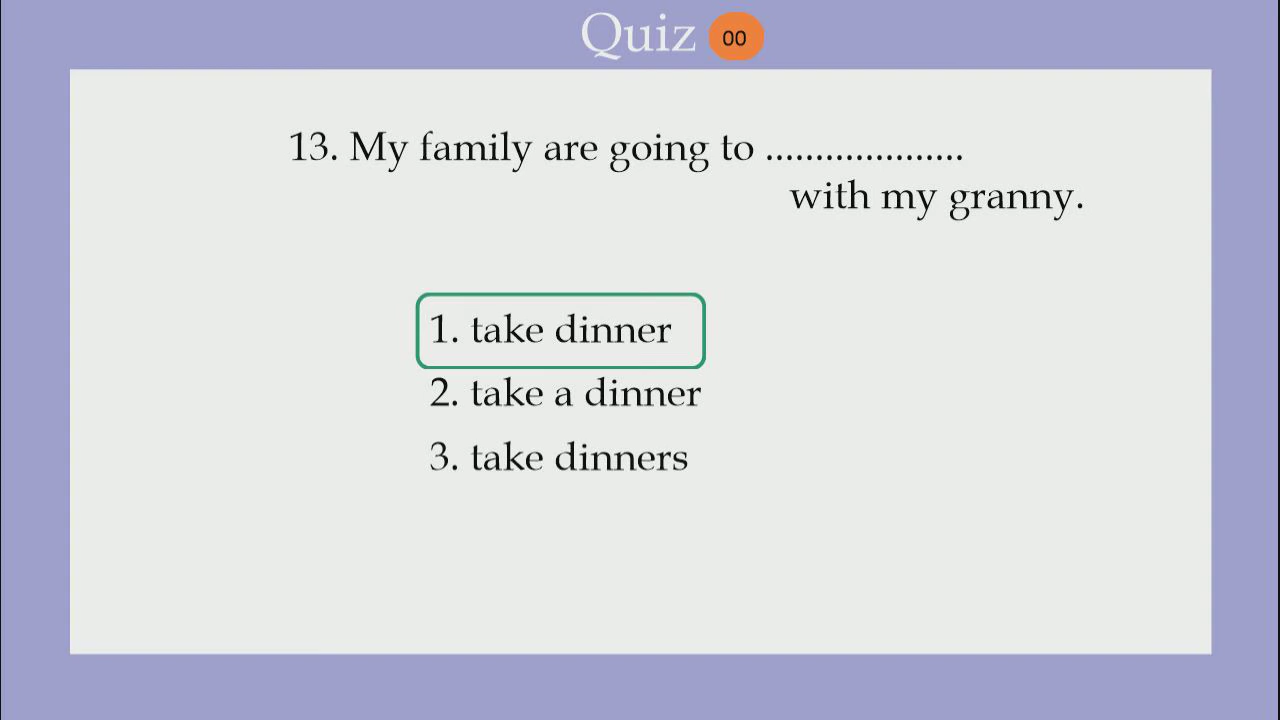 Quiz 00
13. My family are going to ....................
with my granny.
1. take dinner
2. take a dinner
3. take dinners